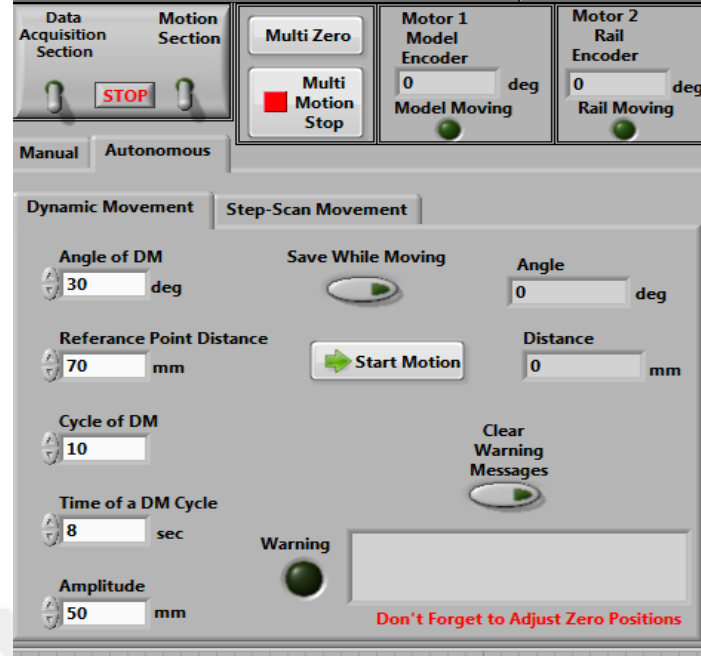 Data
Acquisition
Section
Motion
Section
STOP
Multi Zero
Multi
Motion
Stop
Motor 1
Model
Encoder
0 deg
Model Moving
Motor 2
Rail
Encoder
0 deg
Rail Moving
Manual Autonomous
Dynamic Movement Step-Scan Movement
Angle of DM
30 deg
Save While Moving
Angle
0 deg
Referance Point Distance
70 mm
Start Motion
Distance
0 mm
Cycle of DM
10
Clear
Warning
Messages
Time of a DM Cycle
8 sec
Warning
Amplitude
50 mm
Don't Forget to Adjust Zero Positions